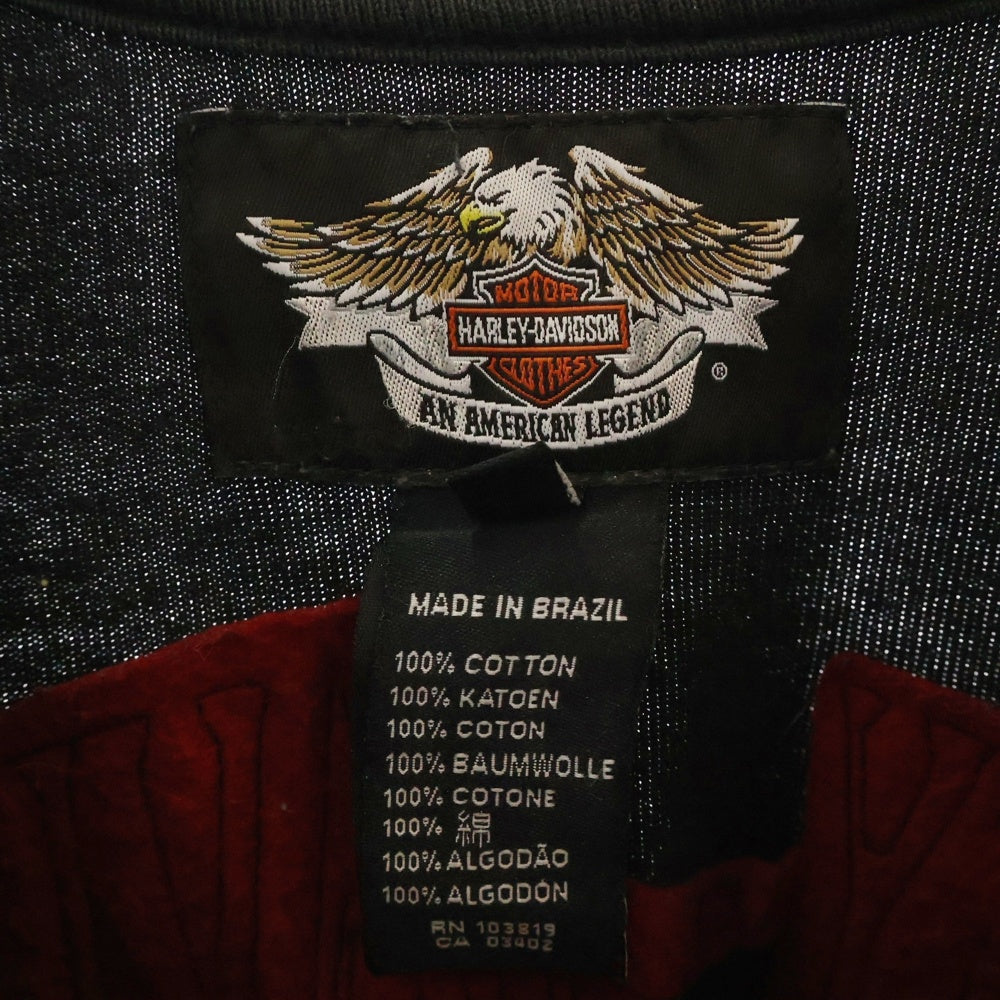 MOTOR
HARLEY-DAVIDSON
CLOTHES
®
AN AMERICAN LEGEND
MADE IN BRAZIL
100% COTTON
100% KATOEN
100% COTON
100% BAUMWOLLE
100% COTONE
100% 綿
100% ALGODÃO
100% ALGODÓN
RN 103819
CA 03402